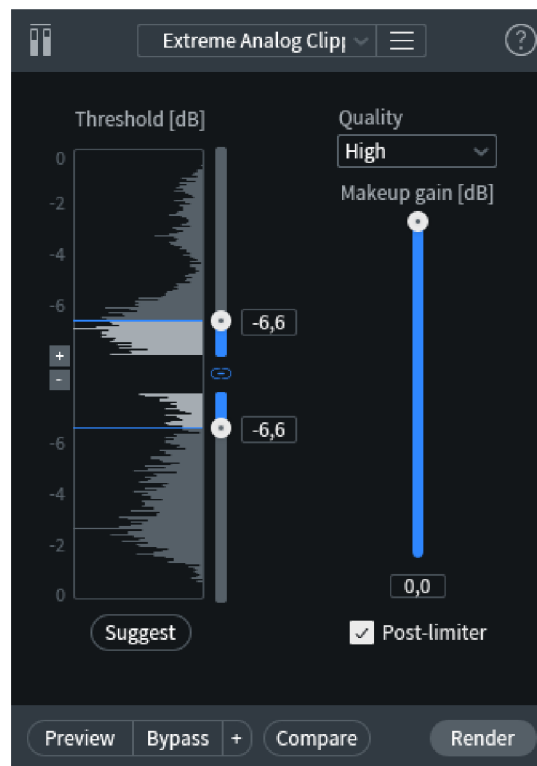 Extreme Analog Clip
?
Threshold [dB]
0
-2
-4
-6
-6,6
+
-
-6,6
-6
-4
-2
0
Suggest
Quality
High
Makeup gain [dB]
0,0
Post-limiter
Preview
Bypass
+
Compare
Render